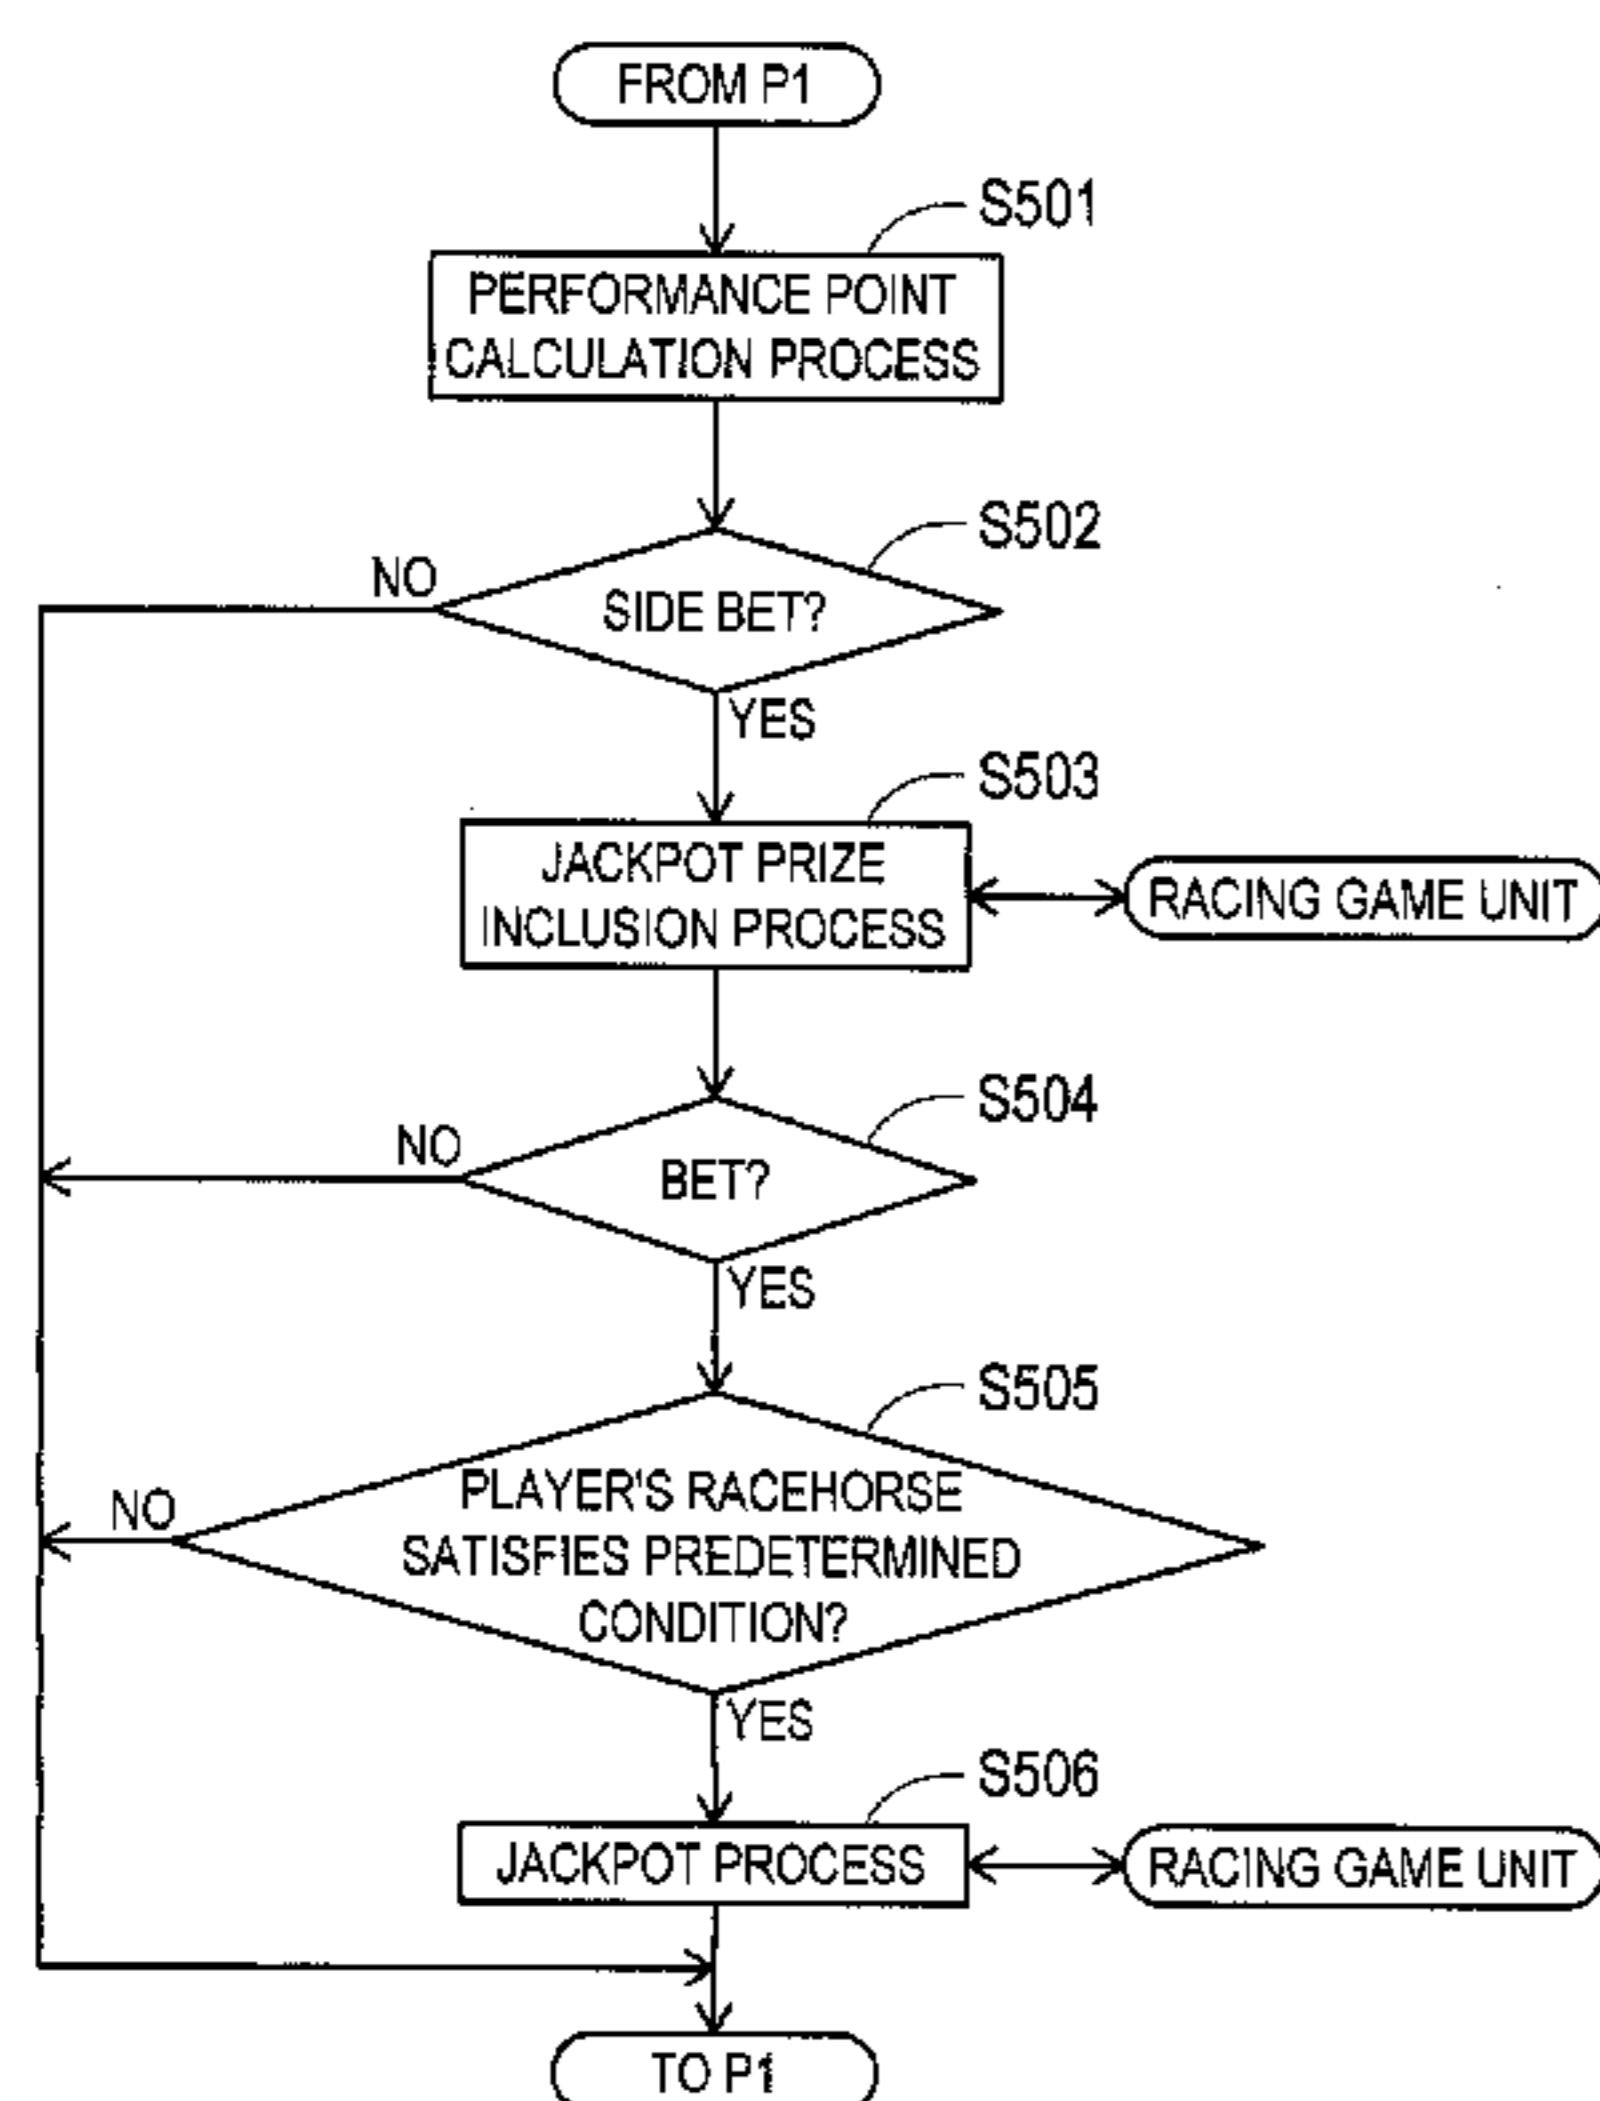 FROM P1
S501
PERFORMANCE POINT
CALCULATION PROCESS
S502
NO
SIDE BET?
YES
S503
JACKPOT PRIZE
INCLUSION PROCESS
RACING GAME UNIT
S504
NO
BET?
YES
S505
NO
PLAYER'S RACEHORSE
SATISFIES PREDETERMINED
CONDITION?
YES
S506
JACKPOT PROCESS
RACING GAME UNIT
TO P1